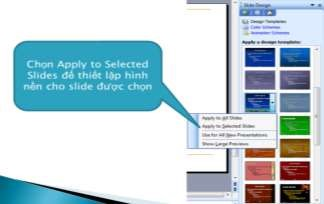 Slide Design
Design Templates
Color Schemes
Animation Schemes
Apply a design template:
Chọn Apply to Selected
Slides để thiết lập hình
nền cho slide được chọn
Apply to All Slides
Apply to Selected Slides
Use for All New Presentations
Show Large Previews